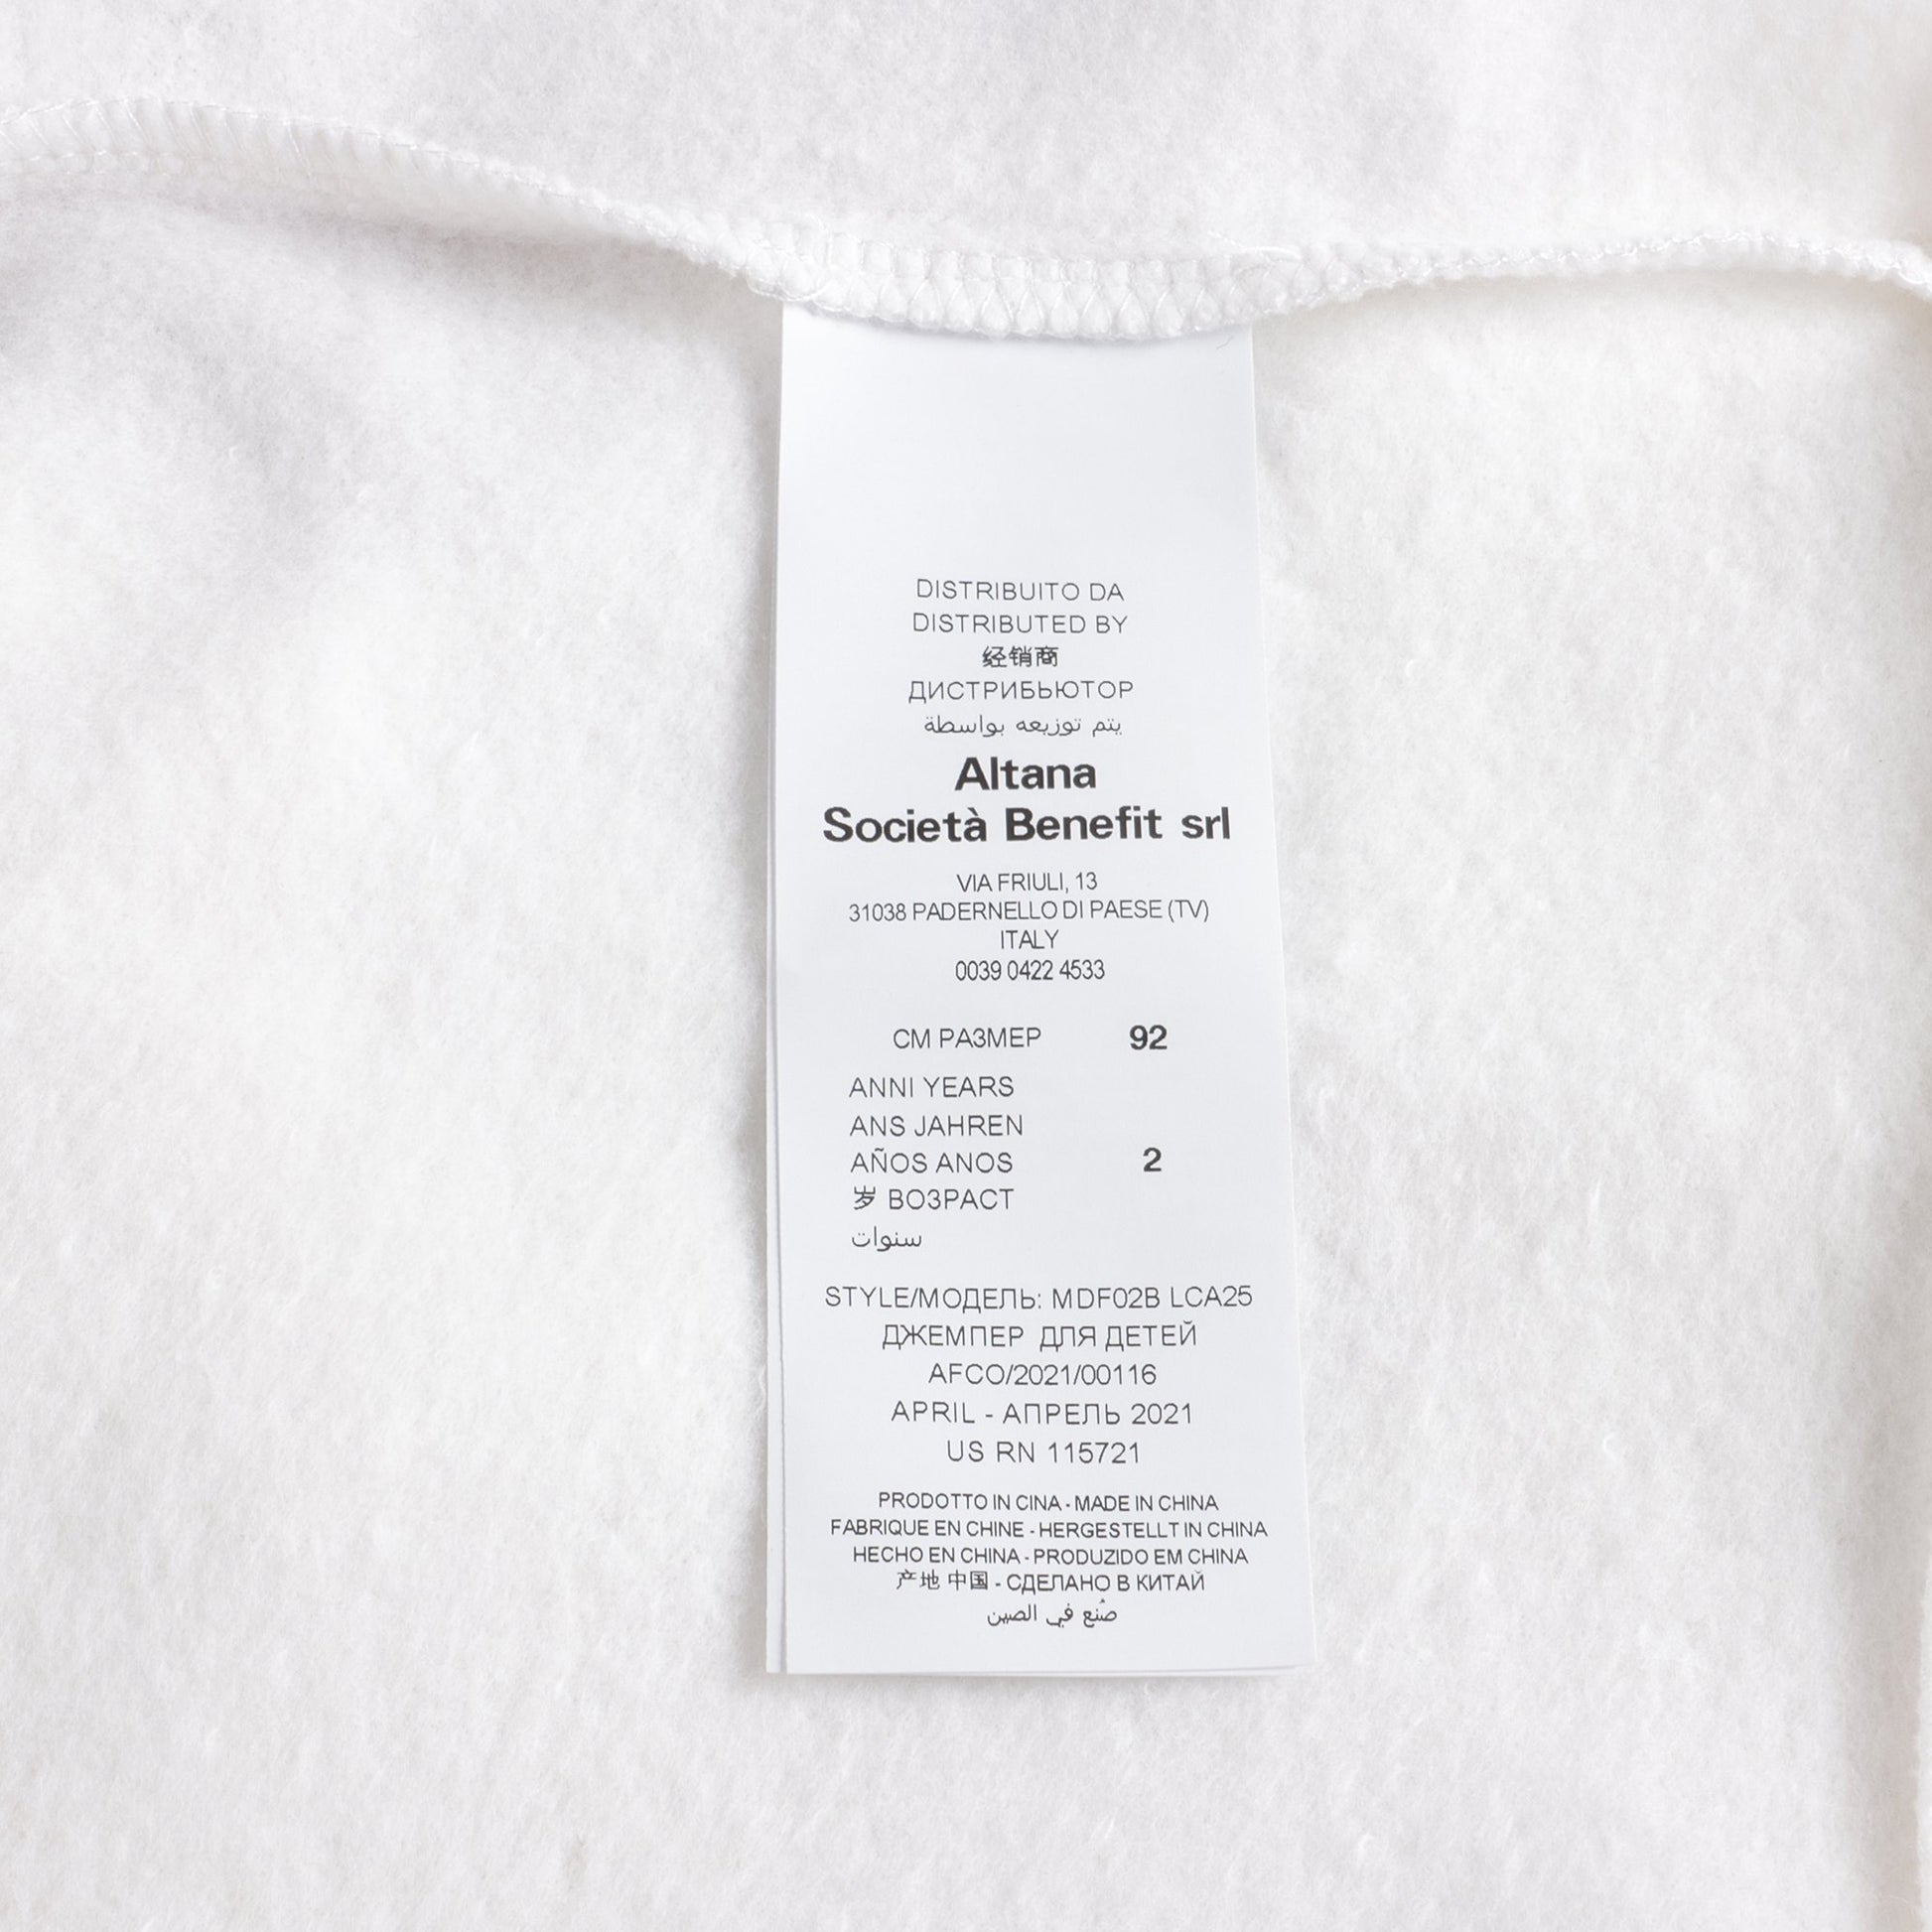 DISTRIBUITO DA
DISTRIBUTED BY
经销商
ДИСТРИБЬЮТОР
يتم توزيعه بواسطة
Altana
Società Benefit srl
VIA FRIULI, 13
31038 PADERNELLO DI PAESE (TV)
ITALY
0039 0422 4533
СМ РАЗМЕР 92
ANNI YEARS
ANS JAHREN
AÑOS ANOS 2
岁 ВОЗРАСТ
سنوات
STYLE/МОДЕЛЬ: MDF02B LCA25
ДЖЕМПЕР ДЛЯ ДЕТЕЙ
AFCO/2021/00116
APRIL - АПРЕЛЬ 2021
US RN 115721
PRODOTTO IN CINA - MADE IN CHINA
FABRIQUE EN CHINE - HERGESTELLT IN CHINA
HECHO EN CHINA - PRODUZIDO EM CHINA
产地 中国 - СДЕЛАНО В КИТАЙ
صُنع في الصين